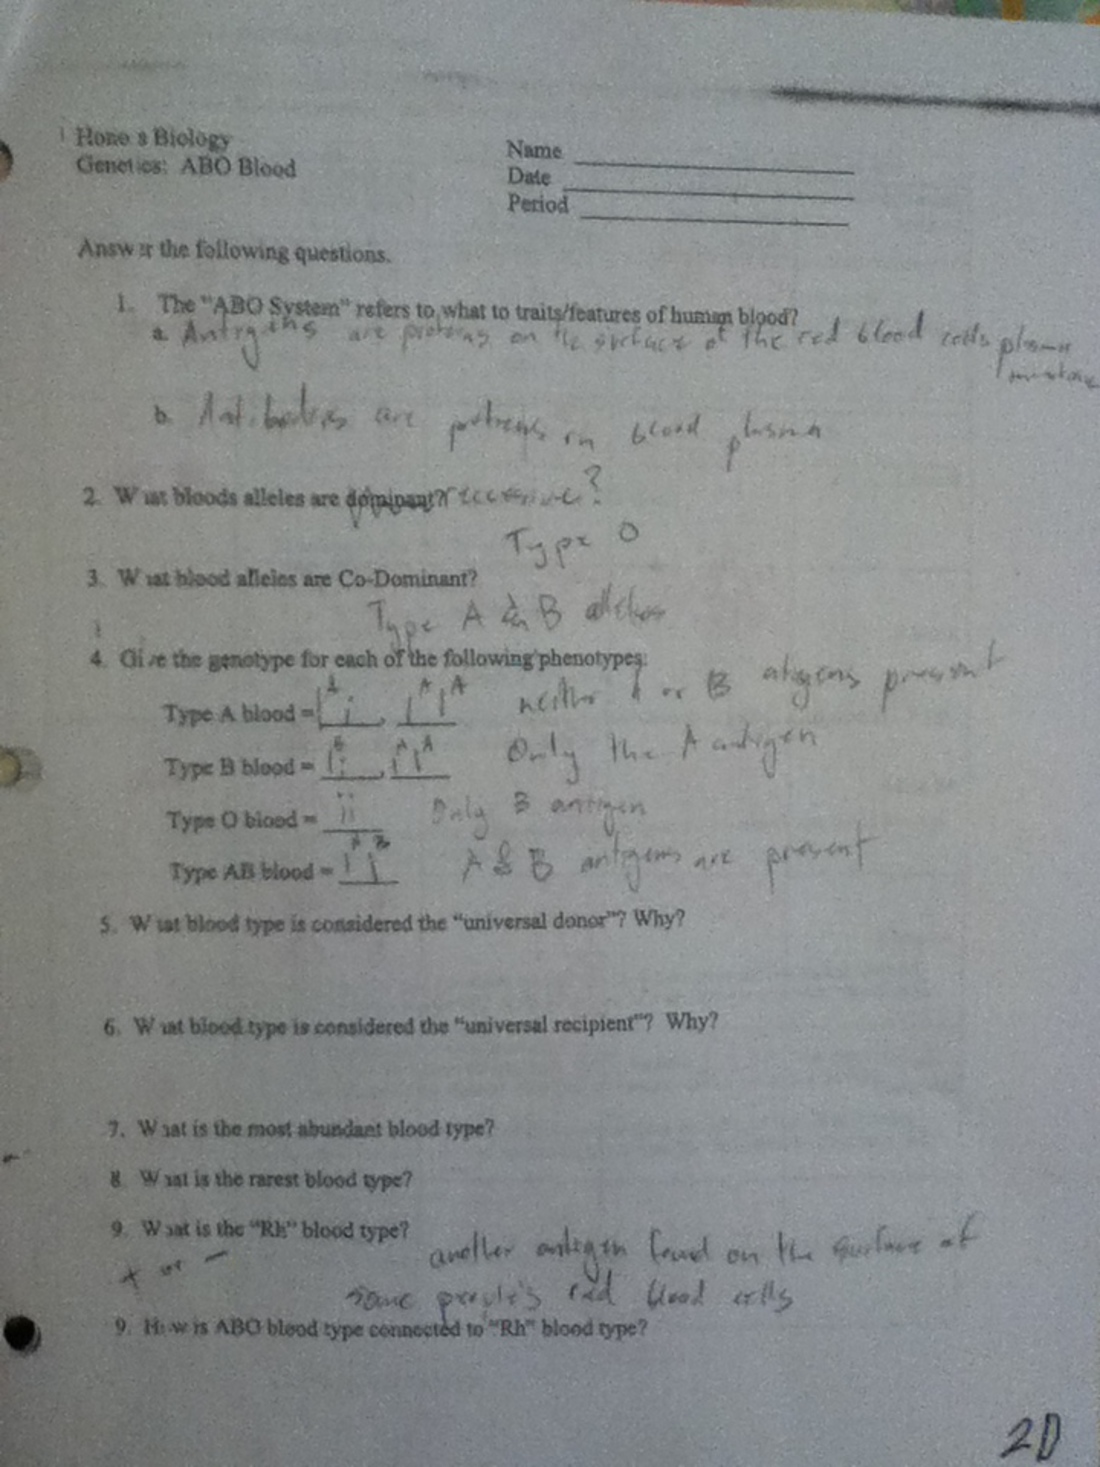 Hono s Biology
Genetics: ABO Blood
Name
Date
Period
Answer the following questions.
1. The "ABO System" refers to what to traits/features of human blood?
a. Antrgens are proteins on the surface of the red blood cells plasma
b. Antibodies are proteins in blood plasma
2. What bloods alleles are dominant? recessive?
Type O
3. What blood alleles are Co-Dominant?
Type A & B alleles
4. Give the genotype for each of the following phenotypes:
Type A blood = I^A i, I^A I^A neither A or B atigens present
Type B blood = I^B i, I^A I^A Only the A antigen
Type O blood = ii Only B antigen
Type AB blood = I^A I^B A & B antigens are present
5. What blood type is considered the "universal donor"? Why?
6. What blood type is considered the "universal recipient"? Why?
7. What is the most abundant blood type?
8. What is the rarest blood type?
9. What is the "Rh" blood type?
+ or - another antigen found on the surface of
some people's red blood cells
9. How is ABO blood type connected to "Rh" blood type?
20